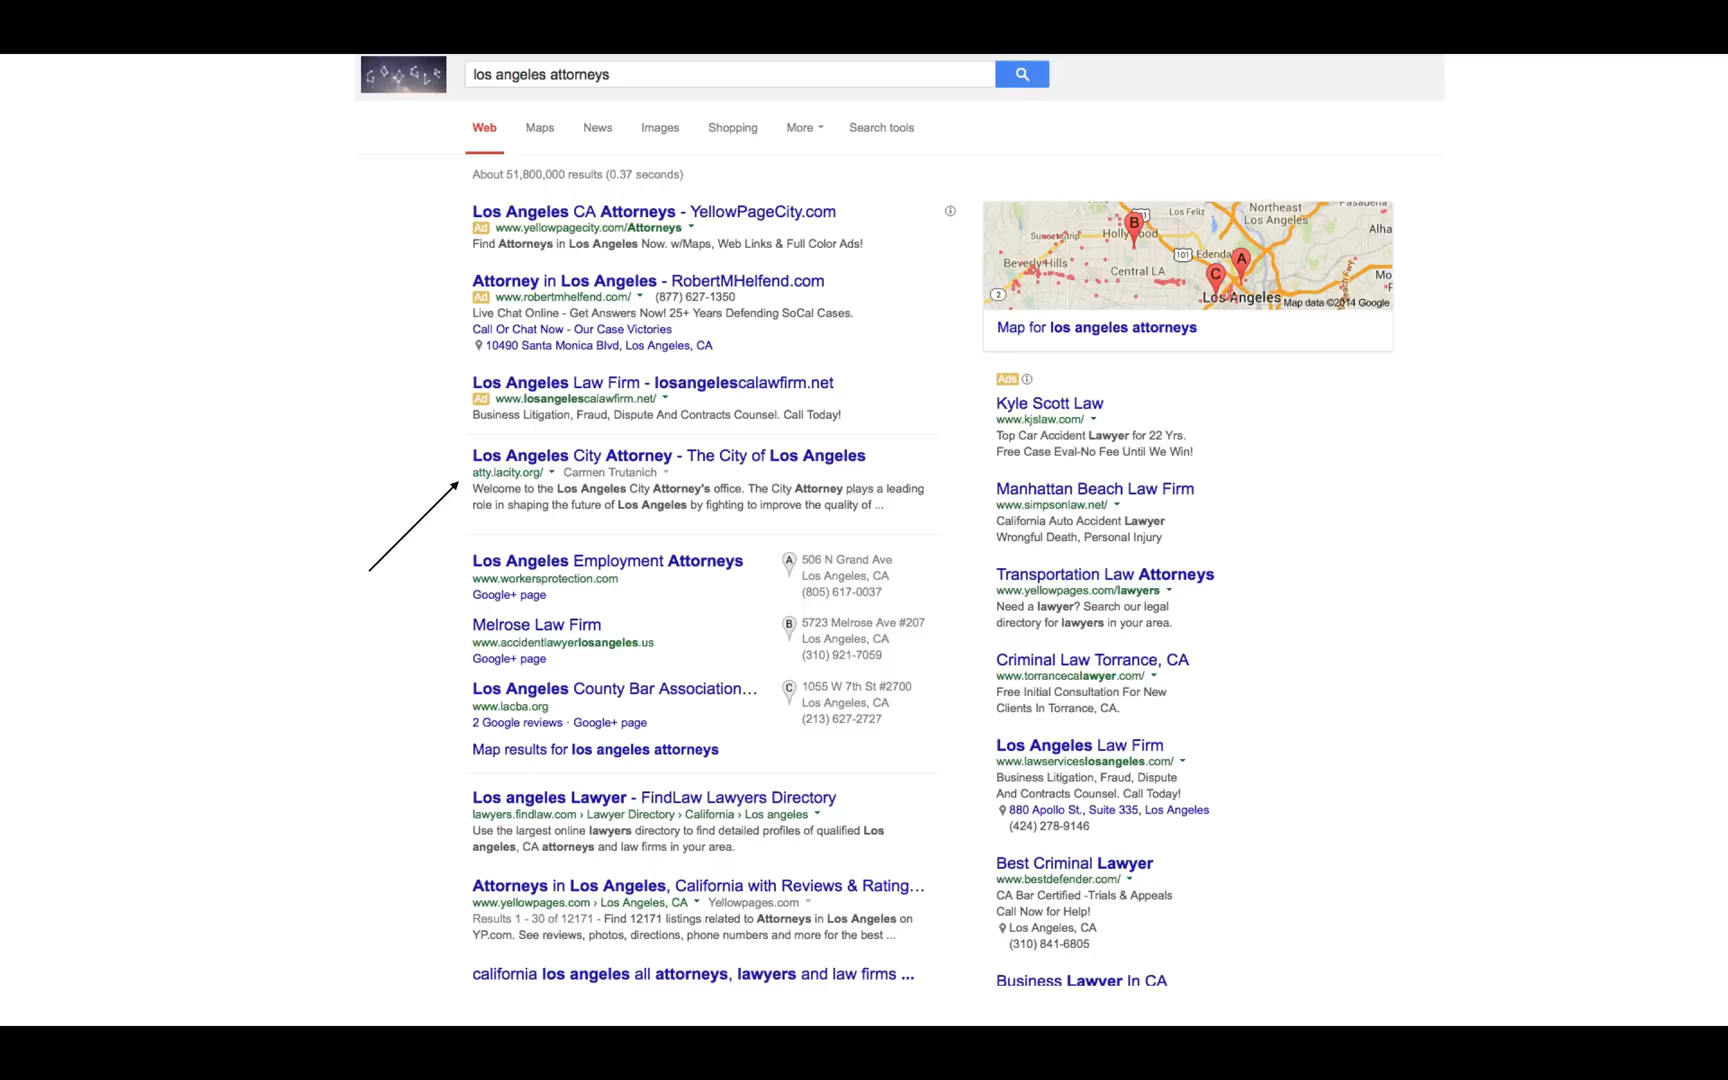 GOOGLE
los angeles attorneys
Web Maps News Images Shopping More Search tools
About 51,800,000 results (0.37 seconds)
Los Angeles CA Attorneys - YellowPageCity.com
Ad www.yellowpagecity.com/Attorneys
Find Attorneys in Los Angeles Now. w/Maps, Web Links & Full Color Ads!
Attorney in Los Angeles - RobertMHelfend.com
Ad www.robertmhelfend.com/ (877) 627-1350
Live Chat Online - Get Answers Now! 25+ Years Defending SoCal Cases.
Call Or Chat Now - Our Case Victories
10490 Santa Monica Blvd, Los Angeles, CA
Los Angeles Law Firm - losangelescalawfirm.net
Ad www.losangelescalawfirm.net/
Business Litigation, Fraud, Dispute And Contracts Counsel. Call Today!
Los Angeles City Attorney - The City of Los Angeles
atty.lacity.org/ Carmen Trutanich
Welcome to the Los Angeles City Attorney's office. The City Attorney plays a leading
role in shaping the future of Los Angeles by fighting to improve the quality of ...
Los Angeles Employment Attorneys
www.workersprotection.com
Google+ page
A 506 N Grand Ave
Los Angeles, CA
(805) 617-0037
Melrose Law Firm
www.accidentlawyerlosangeles.us
Google+ page
B 5723 Melrose Ave #207
Los Angeles, CA
(310) 921-7059
Los Angeles County Bar Association...
www.lacba.org
2 Google reviews · Google+ page
C 1055 W 7th St #2700
Los Angeles, CA
(213) 627-2727
Map results for los angeles attorneys
Los angeles Lawyer - FindLaw Lawyers Directory
lawyers.findlaw.com › Lawyer Directory › California › Los angeles
Use the largest online lawyers directory to find detailed profiles of qualified Los
angeles, CA attorneys and law firms in your area.
Attorneys in Los Angeles, California with Reviews & Rating...
www.yellowpages.com › Los Angeles, CA Yellowpages.com
Results 1 - 30 of 12171 - Find 12171 listings related to Attorneys in Los Angeles on
YP.com. See reviews, photos, directions, phone numbers and more for the best ...
california los angeles all attorneys, lawyers and law firms ...
Los Feliz
Northeast
Los Angeles
Pasadena
B
Hollywood
Sunset Strip
Alha
101
Edenda
A
Beverly Hills
Central LA
C
Mo
2
Los Angeles
Map data ©2014 Google
Map for los angeles attorneys
Ads
Kyle Scott Law
www.kjslaw.com/
Top Car Accident Lawyer for 22 Yrs.
Free Case Eval-No Fee Until We Win!
Manhattan Beach Law Firm
www.simpsonlaw.net/
California Auto Accident Lawyer
Wrongful Death, Personal Injury
Transportation Law Attorneys
www.yellowpages.com/lawyers
Need a lawyer? Search our legal
directory for lawyers in your area.
Criminal Law Torrance, CA
www.torrancecalawyer.com/
Free Initial Consultation For New
Clients In Torrance, CA.
Los Angeles Law Firm
www.lawserviceslosangeles.com/
Business Litigation, Fraud, Dispute
And Contracts Counsel. Call Today!
880 Apollo St., Suite 335, Los Angeles
(424) 278-9146
Best Criminal Lawyer
www.bestdefender.com/
CA Bar Certified -Trials & Appeals
Call Now for Help!
Los Angeles, CA
(310) 841-6805
Business Lawyer In CA